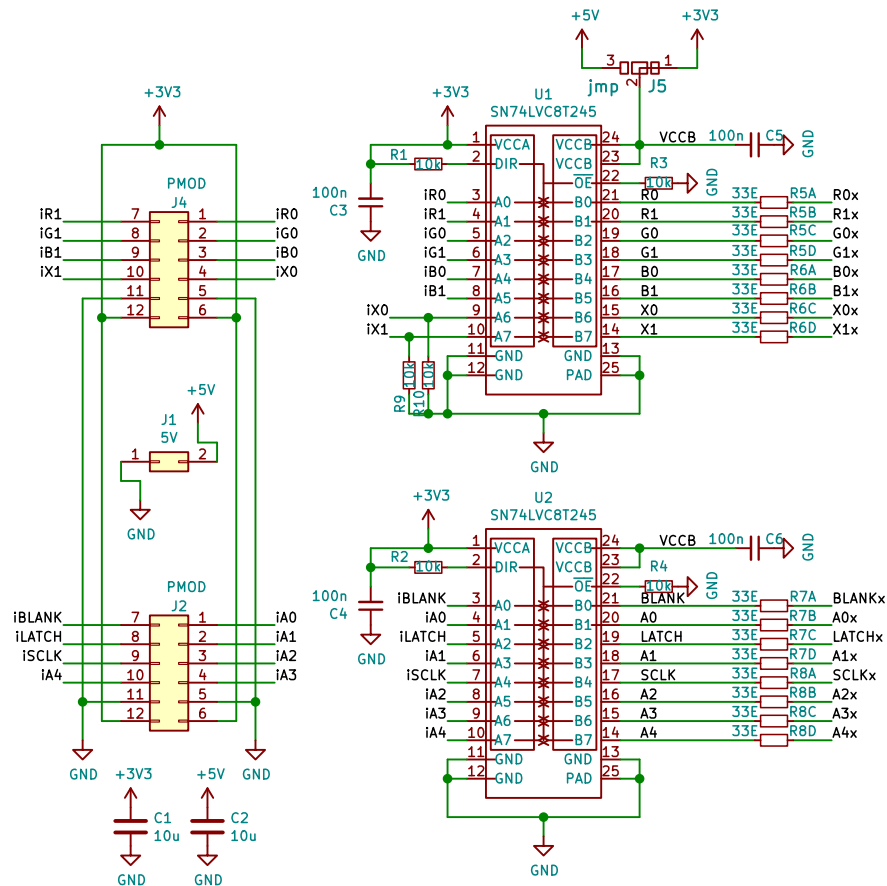 +5V
+3V3
3
1
2
jmp
J5
+3V3
PMOD
J4
iR1
7
1
iR0
iG1
8
2
iG0
iB1
9
3
iB0
iX1
10
4
iX0
11
5
12
6
+5V
J1
5V
1
2
GND
PMOD
J2
iBLANK
7
1
iA0
iLATCH
8
2
iA1
iSCLK
9
3
iA2
iA4
10
4
iA3
11
5
12
6
GND
GND
+3V3
+5V
C1
10u
C2
10u
GND
GND
+3V3
U1
SN74LVC8T245
R1
10k
100n
C3
GND
1
VCCA
VCCB
24
VCCB
100n
C5
GND
2
DIR
VCCB
23
OE
22
R3
10k
GND
iR0
3
A0
B0
21
R0
33E
R5A
R0x
iR1
4
A1
B1
20
R1
33E
R5B
R1x
iG0
5
A2
B2
19
G0
33E
R5C
G0x
iG1
6
A3
B3
18
G1
33E
R5D
G1x
iB0
7
A4
B4
17
B0
33E
R6A
B0x
iB1
8
A5
B5
16
B1
33E
R6B
B1x
iX0
9
A6
B6
15
X0
33E
R6C
X0x
iX1
10
A7
B7
14
X1
33E
R6D
X1x
11
GND
GND
13
12
GND
PAD
25
R9
10k
R10
10k
GND
+3V3
U2
SN74LVC8T245
R2
10k
100n
C4
GND
1
VCCA
VCCB
24
VCCB
100n
C6
GND
2
DIR
VCCB
23
OE
22
R4
10k
GND
iBLANK
3
A0
B0
21
BLANK
33E
R7A
BLANKx
iA0
4
A1
B1
20
A0
33E
R7B
A0x
iLATCH
5
A2
B2
19
LATCH
33E
R7C
LATCHx
iA1
6
A3
B3
18
A1
33E
R7D
A1x
iSCLK
7
A4
B4
17
SCLK
33E
R8A
SCLKx
iA2
8
A5
B5
16
A2
33E
R8B
A2x
iA3
9
A6
B6
15
A3
33E
R8C
A3x
iA4
10
A7
B7
14
A4
33E
R8D
A4x
11
GND
GND
13
12
GND
PAD
25
GND